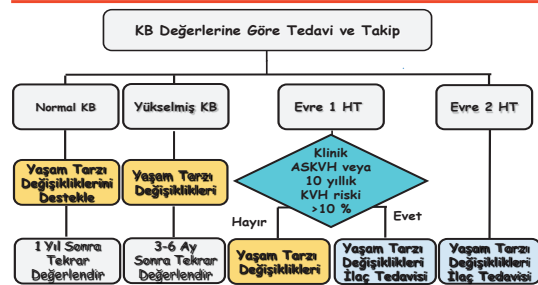 KB Değerlerine Göre Tedavi ve Takip
Normal KB
Yükselmiş KB
Evre 1 HT
Evre 2 HT
Yaşam Tarzı
Değişikliklerini
Destekle
Yaşam Tarzı
Değişiklikleri
Klinik
ASKVH veya
10 yıllık
KVH riski
>10 %
Hayır
Evet
1 Yıl Sonra
Tekrar
Değerlendir
3-6 Ay
Sonra Tekrar
Değerlendir
Yaşam Tarzı
Değişiklikleri
Yaşam Tarzı
Değişiklikleri
İlaç Tedavisi
Yaşam Tarzı
Değişiklikleri
İlaç Tedavisi